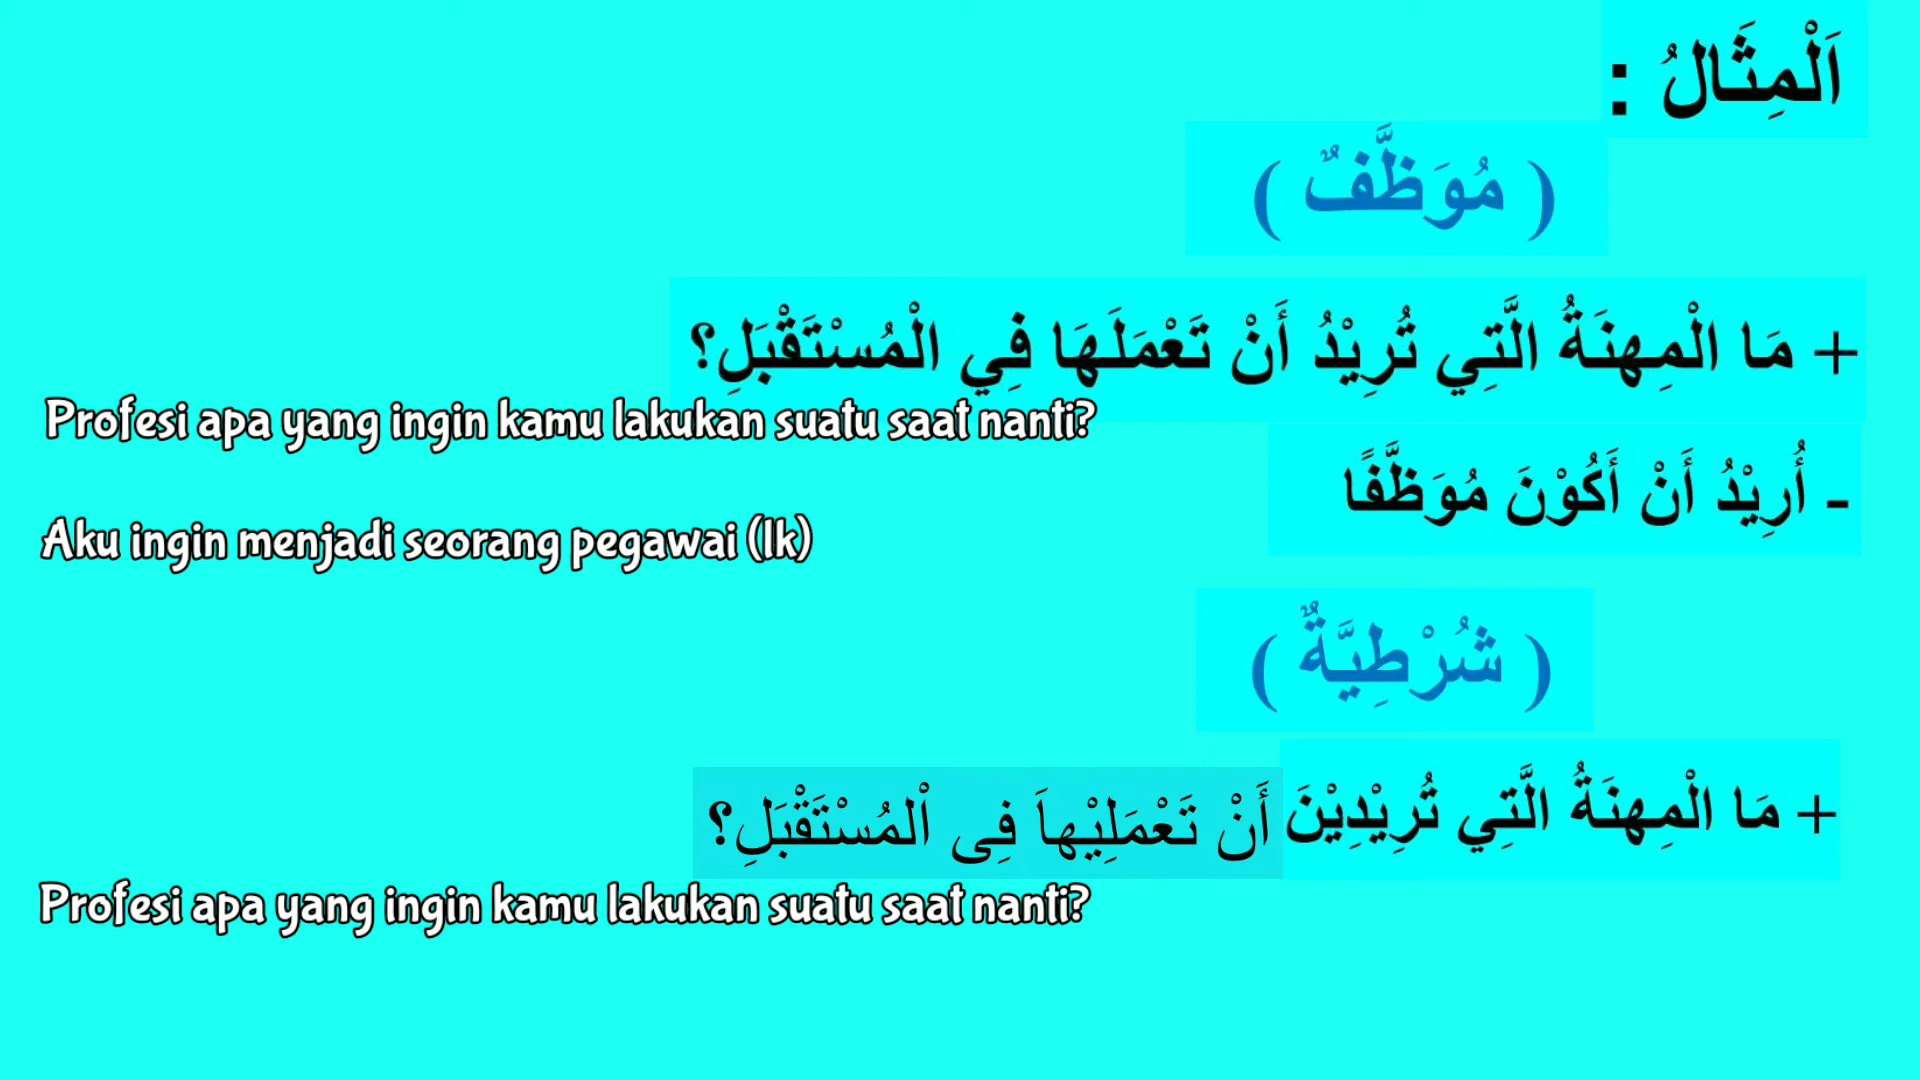 اَلْمِثَالُ :
( مُوَظَّفٌ )
+ مَا الْمِهنَةُ الَّتِي تُرِيْدُ أَنْ تَعْمَلَهَا فِي الْمُسْتَقْبَلِ؟
Profesi apa yang ingin kamu lakukan suatu saat nanti?
- أُرِيْدُ أَنْ أَكُوْنَ مُوَظَّفًا
Aku ingin menjadi seorang pegawai (lk)
( شُرْطِيَّةٌ )
+ مَا الْمِهنَةُ الَّتِي تُرِيْدِيْنَ أَنْ تَعْمَلِيْهاَ فِى اْلمُسْتَقْبَلِ؟
Profesi apa yang ingin kamu lakukan suatu saat nanti?